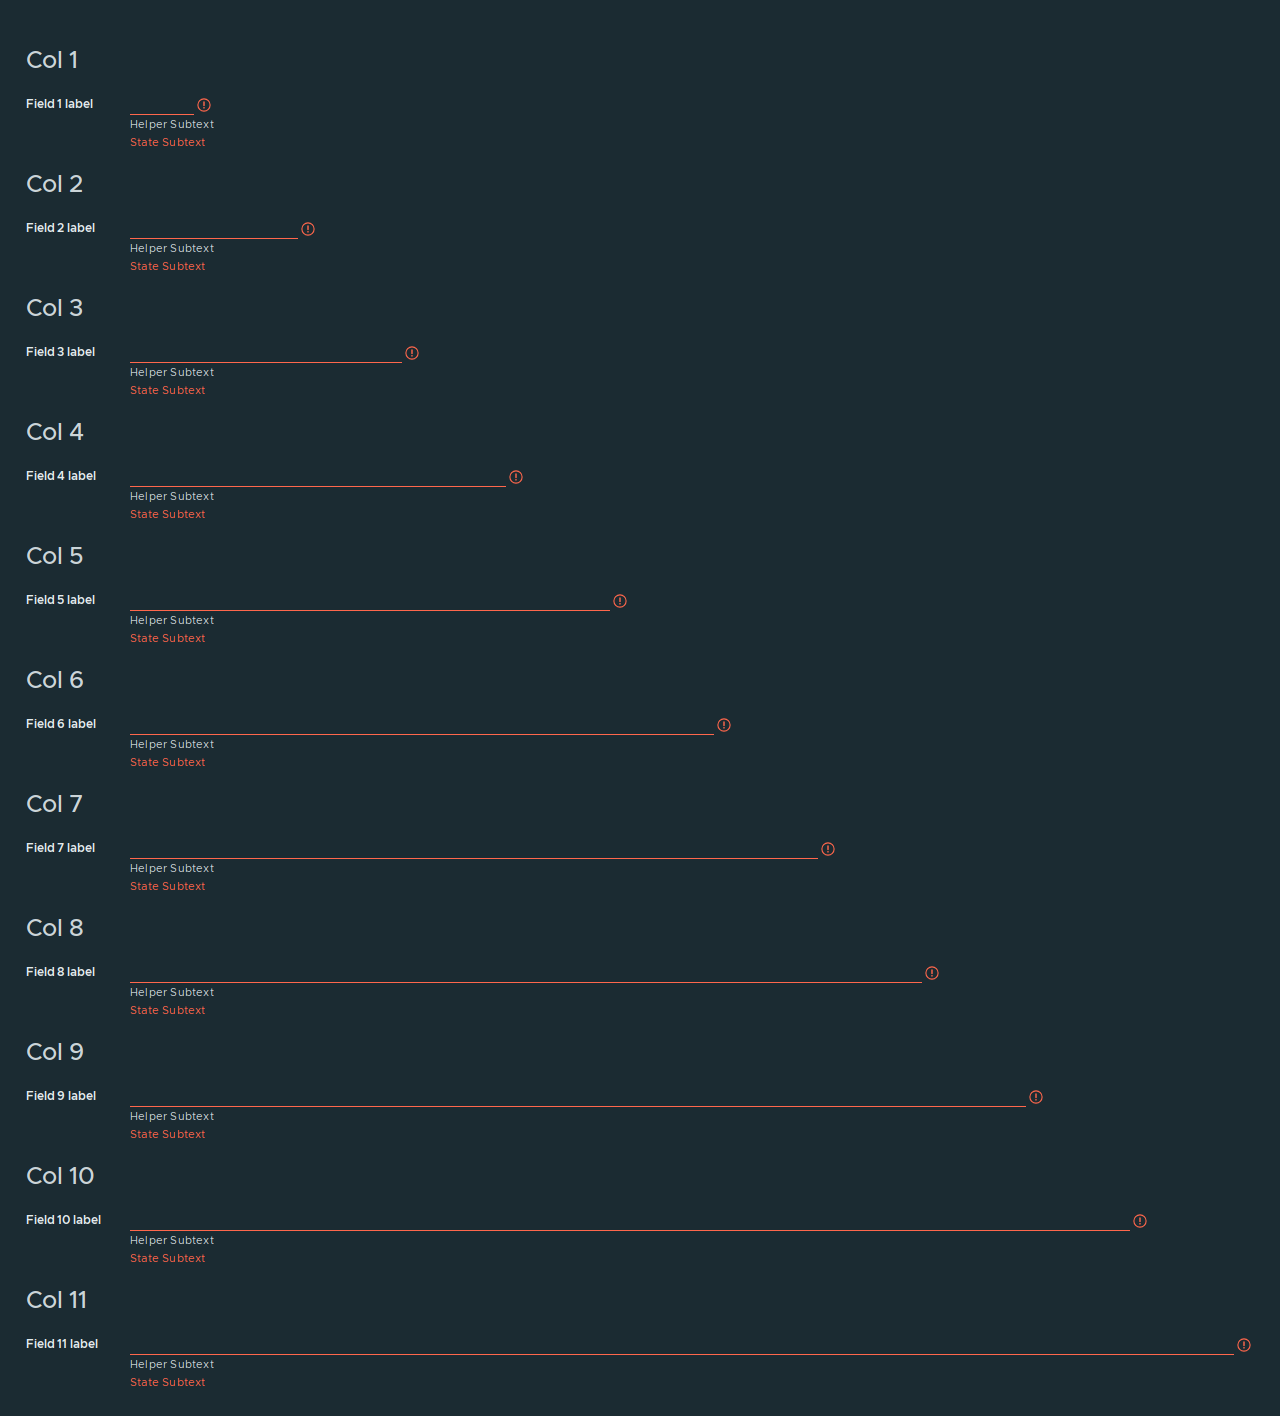 Col 1
Field 1 label
Helper Subtext
State Subtext
Col 2
Field 2 label
Helper Subtext
State Subtext
Col 3
Field 3 label
Helper Subtext
State Subtext
Col 4
Field 4 label
Helper Subtext
State Subtext
Col 5
Field 5 label
Helper Subtext
State Subtext
Col 6
Field 6 label
Helper Subtext
State Subtext
Col 7
Field 7 label
Helper Subtext
State Subtext
Col 8
Field 8 label
Helper Subtext
State Subtext
Col 9
Field 9 label
Helper Subtext
State Subtext
Col 10
Field 10 label
Helper Subtext
State Subtext
Col 11
Field 11 label
Helper Subtext
State Subtext